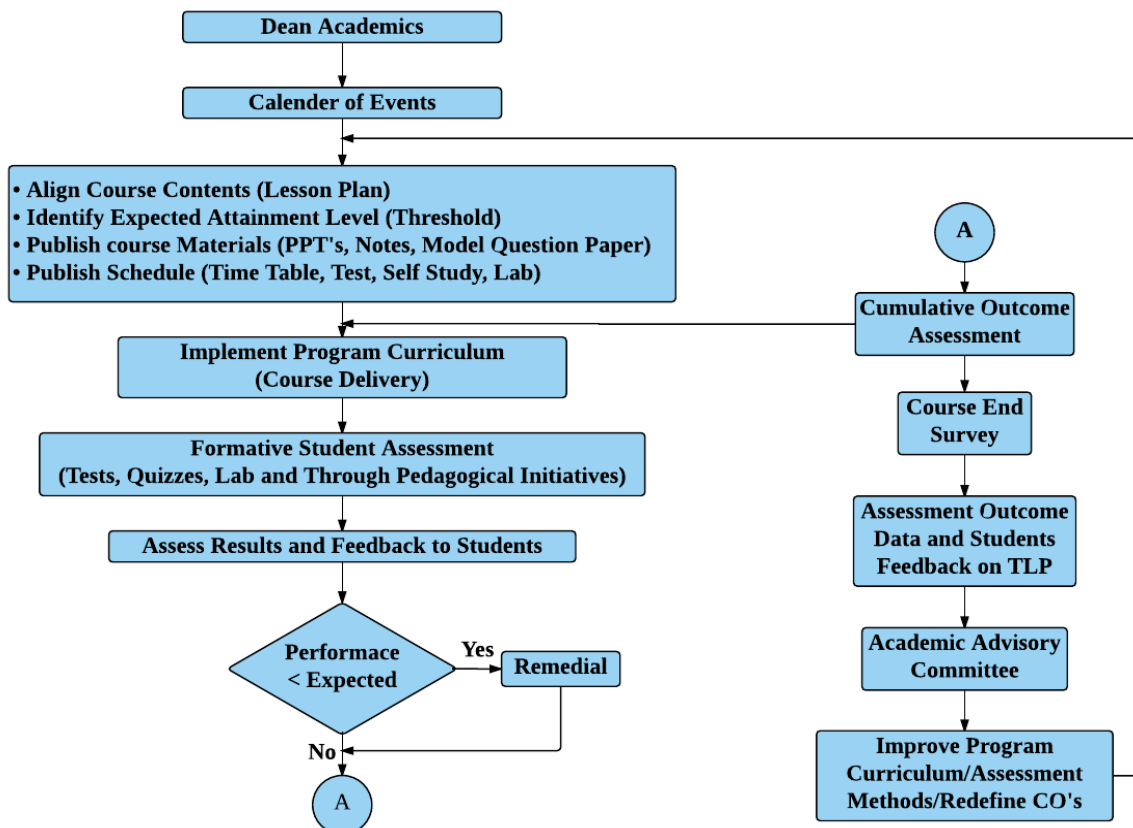 Dean Academics
Calender of Events
• Align Course Contents (Lesson Plan)
• Identify Expected Attainment Level (Threshold)
• Publish course Materials (PPT's, Notes, Model Question Paper)
• Publish Schedule (Time Table, Test, Self Study, Lab)
Implement Program Curriculum
(Course Delivery)
Formative Student Assessment
(Tests, Quizzes, Lab and Through Pedagogical Initiatives)
Assess Results and Feedback to Students
Performace
< Expected
Yes
Remedial
No
A
A
Cumulative Outcome
Assessment
Course End
Survey
Assessment Outcome
Data and Students
Feedback on TLP
Academic Advisory
Committee
Improve Program
Curriculum/Assessment
Methods/Redefine CO's